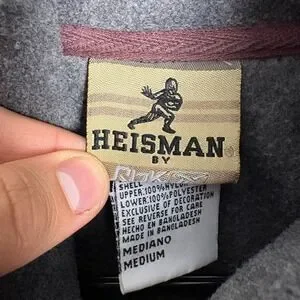 HEISMAN
BY
SHELL
UPPER:100%
LOWER:100%POLYESTER
EXCLUSIVE OF DECORATION
SEE REVERSE FOR CARE
HECHO EN BANGLADESH
MADE IN BANGLADESH
MEDIANO
MEDIUM